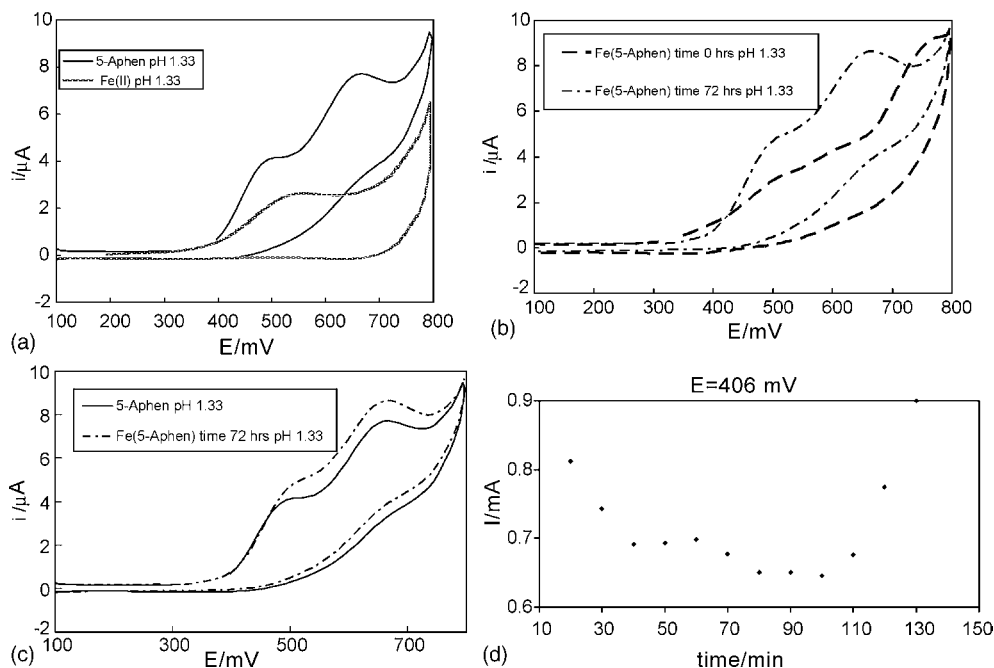 (a)
10
8
6
4
2
0
-2
i/µA
5-Aphen pH 1.33
Fe(II) pH 1.33
100 200 300 400 500 600 700 800
E/mV
(b)
10
8
6
4
2
0
-2
i /µA
Fe(5-Aphen) time 0 hrs pH 1.33
Fe(5-Aphen) time 72 hrs pH 1.33
100 200 300 400 500 600 700 800
E/mV
(c)
10
8
6
4
2
0
-2
i /µA
5-Aphen pH 1.33
Fe(5-Aphen) time 72 hrs pH 1.33
100 300 500 700
E/mV
(d)
E=406 mV
0.9
0.8
0.7
0.6
I/mA
10 30 50 70 90 110 130 150
time/min